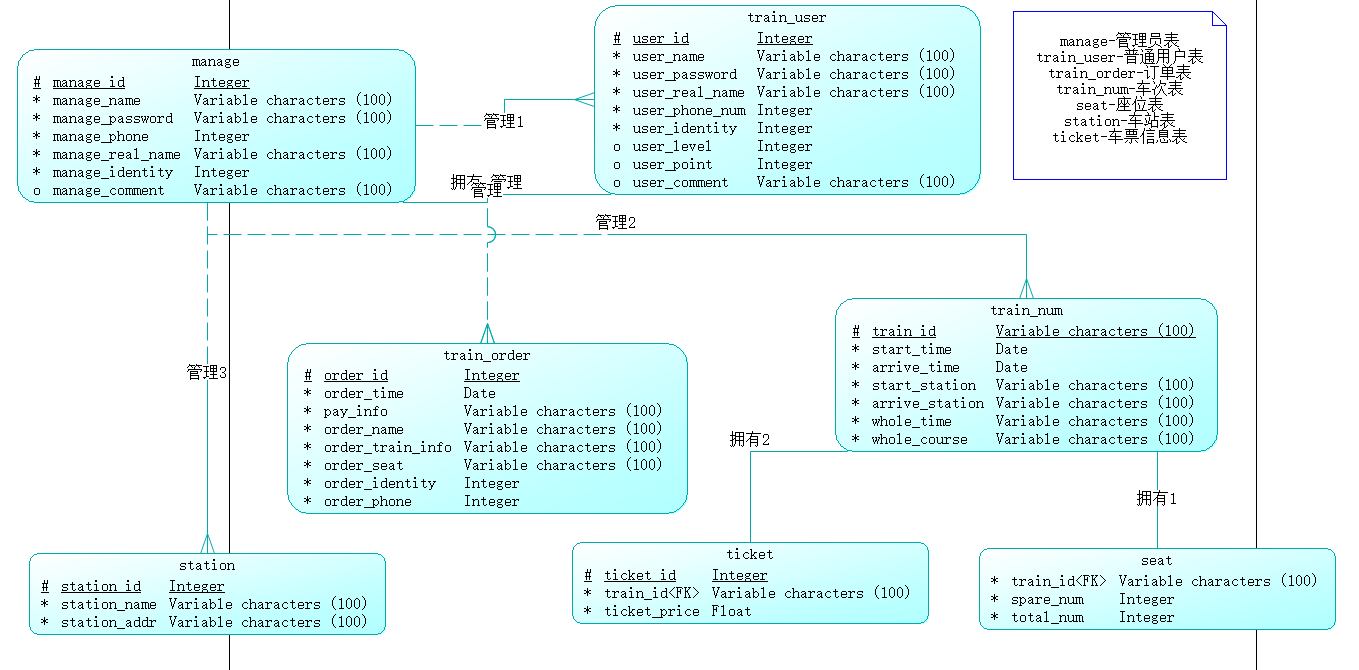 train_user
# user_id Integer
* user_name Variable characters (100)
* user_password Variable characters (100)
* user_real_name Variable characters (100)
* user_phone_num Integer
* user_identity Integer
o user_level Integer
o user_point Integer
o user_comment Variable characters (100)
manage
# manage_id Integer
* manage_name Variable characters (100)
* manage_password Variable characters (100)
* manage_phone Integer
* manage_real_name Variable characters (100)
* manage_identity Integer
o manage_comment Variable characters (100)
manage-管理员表
train_user-普通用户表
train_order-订单表
train_num-车次表
seat-座位表
station-车站表
ticket-车票信息表
管理1
拥有 管理
管理
管理2
管理3
train_num
# train_id Variable characters (100)
* start_time Date
* arrive_time Date
* start_station Variable characters (100)
* arrive_station Variable characters (100)
* whole_time Variable characters (100)
* whole_course Variable characters (100)
train_order
# order_id Integer
* order_time Date
* pay_info Variable characters (100)
* order_name Variable characters (100)
* order_train_info Variable characters (100)
* order_seat Variable characters (100)
* order_identity Integer
* order_phone Integer
拥有2
拥有1
station
# station_id Integer
* station_name Variable characters (100)
* station_addr Variable characters (100)
ticket
# ticket_id Integer
* train_id<FK> Variable characters (100)
* ticket_price Float
seat
* train_id<FK> Variable characters (100)
* spare_num Integer
* total_num Integer